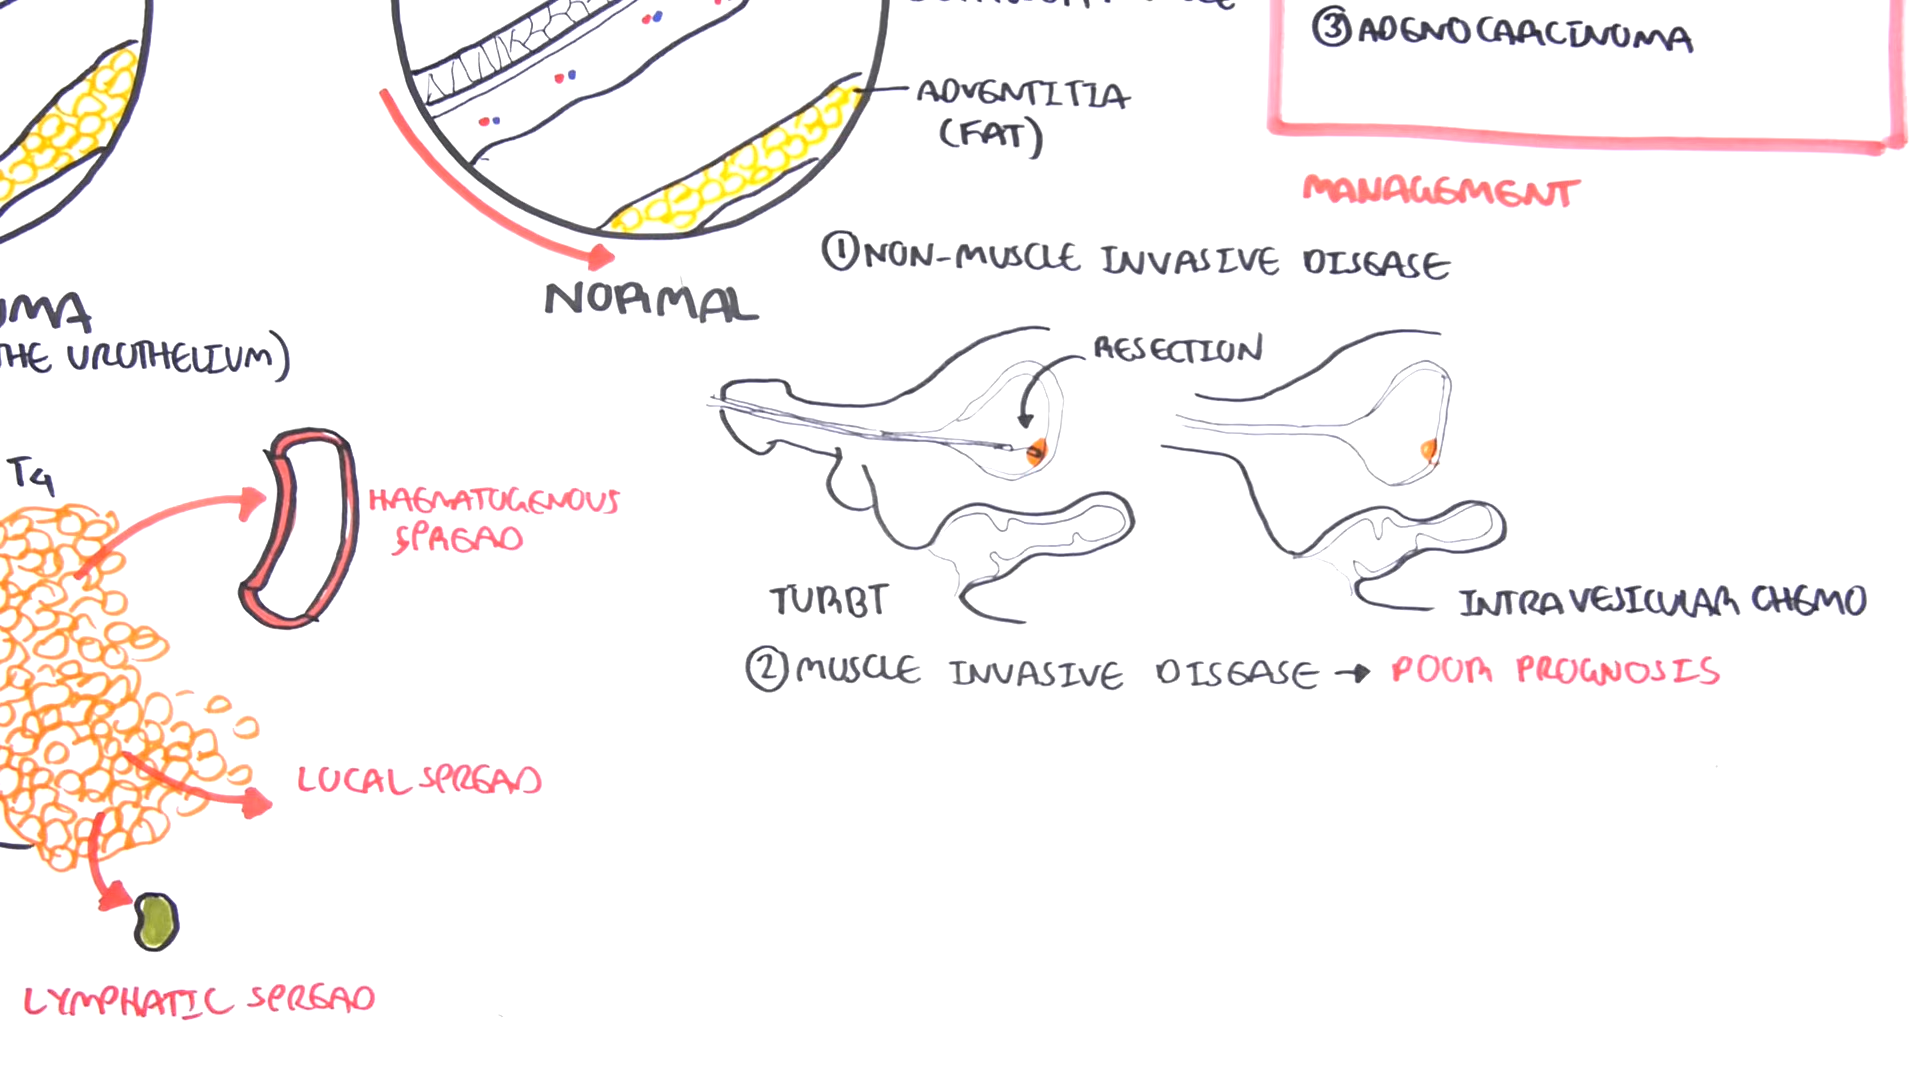 ③ ADENOCARCINOMA
ADVENTITIA
(FAT)
MANAGEMENT
① NON-MUSCLE INVASIVE DISEASE
NORMAL
THE UROTHELIUM)
RESECTION
T4
HAEMATOGENOUS
SPREAD
TURBT
INTRAVESICULAR CHEMO
② MUSCLE INVASIVE DISEASE → POOR PROGNOSIS
LOCAL SPREAD
LYMPHATIC SPREAD